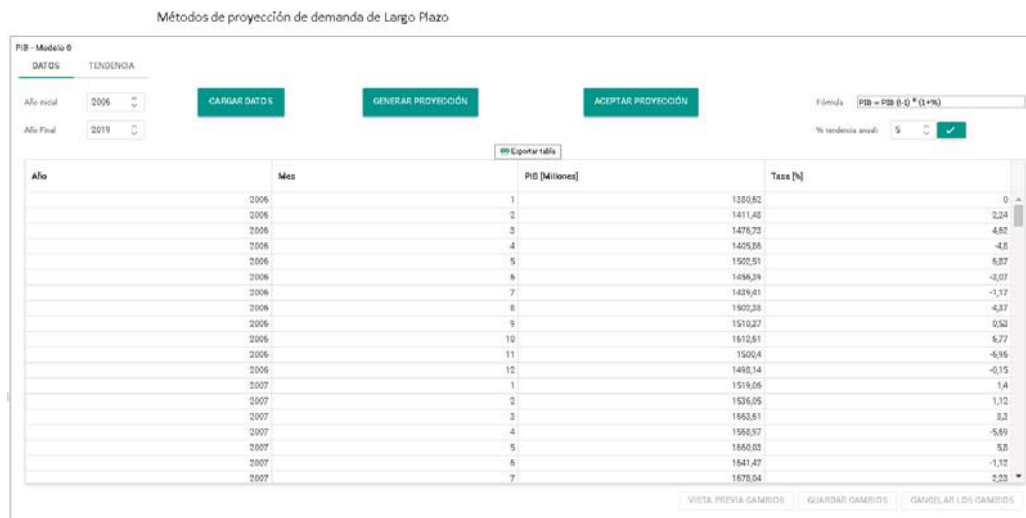 Métodos de proyección de demanda de Largo Plazo
PIB - Modelo 6
DATOS TENDENCIA
Año inicial 2006 CARGAR DATOS GENERAR PROYECCIÓN ACEPTAR PROYECCIÓN Fórmula PIB = PIB (t-1) * (1+%)
Año Final 2019 % tendencia anual: 5
Exportar tabla
Año Mes PIB [Millones] Tasa [%]
2006 1 1380,62 0
2006 2 1411,48 2,24
2006 3 1476,73 4,62
2006 4 1405,86 -4,8
2006 5 1502,51 6,87
2006 6 1456,39 -3,07
2006 7 1439,41 -1,17
2006 8 1502,38 4,37
2006 9 1510,37 0,53
2006 10 1612,61 6,77
2006 11 1500,4 -6,96
2006 12 1498,14 -0,15
2007 1 1519,06 1,4
2007 2 1536,05 1,12
2007 3 1663,61 8,3
2007 4 1568,97 -5,69
2007 5 1660,03 5,8
2007 6 1641,47 -1,12
2007 7 1678,04 2,23
VISTA PREVIA CAMBIOS GUARDAR CAMBIOS CANCELAR LOS CAMBIOS